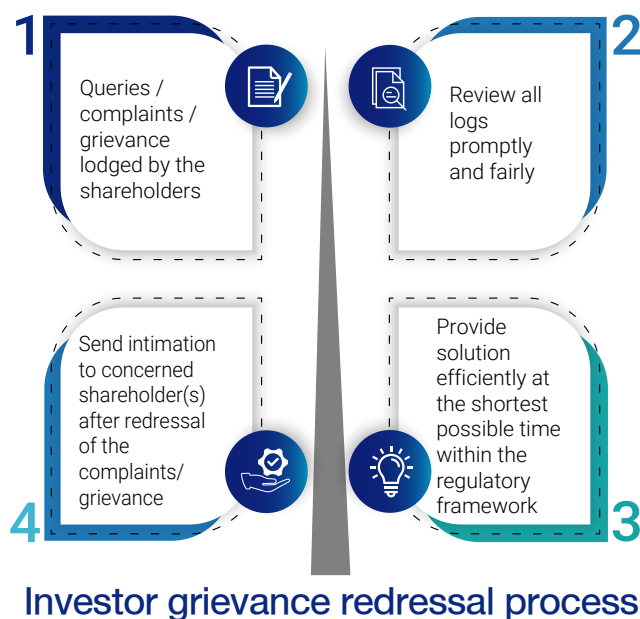 1
Queries /
complaints /
grievance
lodged by the
shareholders
2
Review all
logs
promptly
and fairly
3
Provide
solution
efficiently at
the shortest
possible time
within the
regulatory
framework
4
Send intimation
to concerned
shareholder(s)
after redressal
of the
complaints/
grievance
Investor grievance redressal process